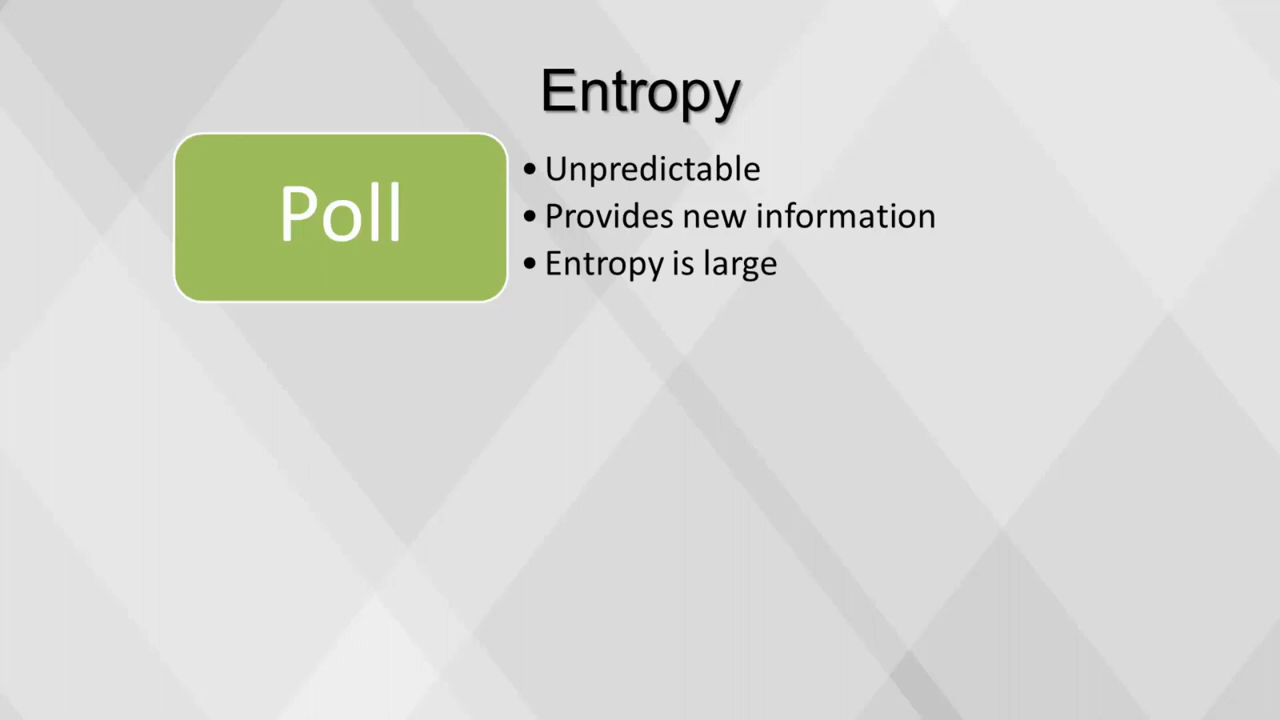 Entropy
Poll
• Unpredictable
• Provides new information
• Entropy is large